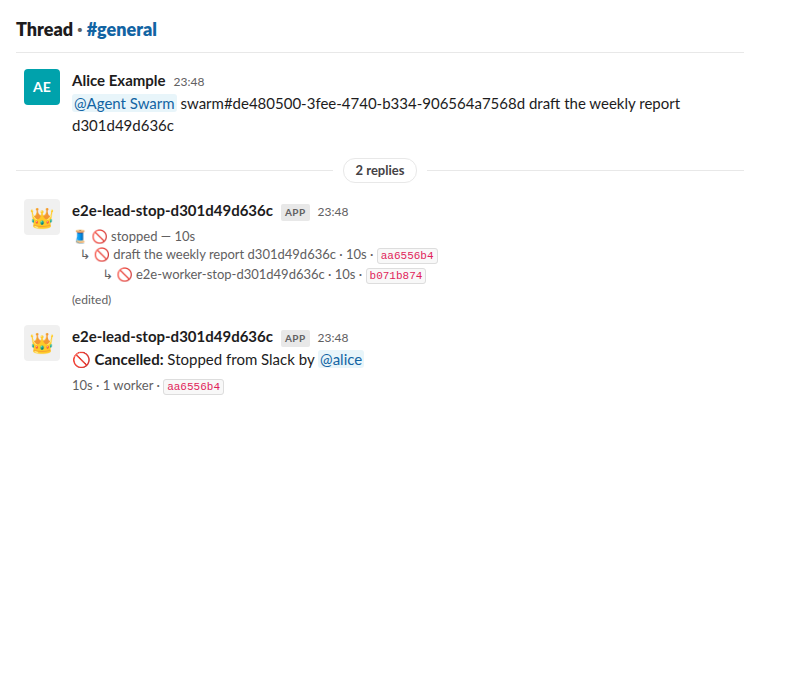 Thread • #general
AE
Alice Example 23:48
@Agent Swarm swarm#de480500-3fee-4740-b334-906564a7568d draft the weekly report
d301d49d636c
2 replies
e2e-lead-stop-d301d49d636c APP 23:48
🧵 🚫 stopped — 10s
↳ 🚫 draft the weekly report d301d49d636c · 10s · aa6556b4
↳ 🚫 e2e-worker-stop-d301d49d636c · 10s · b071b874
(edited)
e2e-lead-stop-d301d49d636c APP 23:48
🚫 Cancelled: Stopped from Slack by @alice
10s · 1 worker · aa6556b4